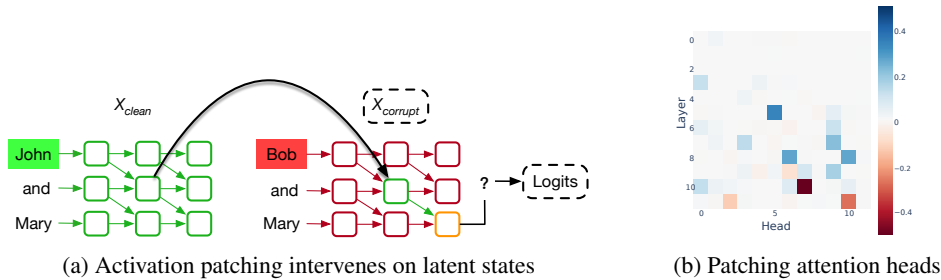 X_clean
X_corrupt
John
and
Mary
Bob
and
Mary
?
Logits
(a) Activation patching intervenes on latent states
Layer
0
2
4
6
8
10
0
5
10
Head
0.4
0.2
0
−0.2
−0.4
(b) Patching attention heads